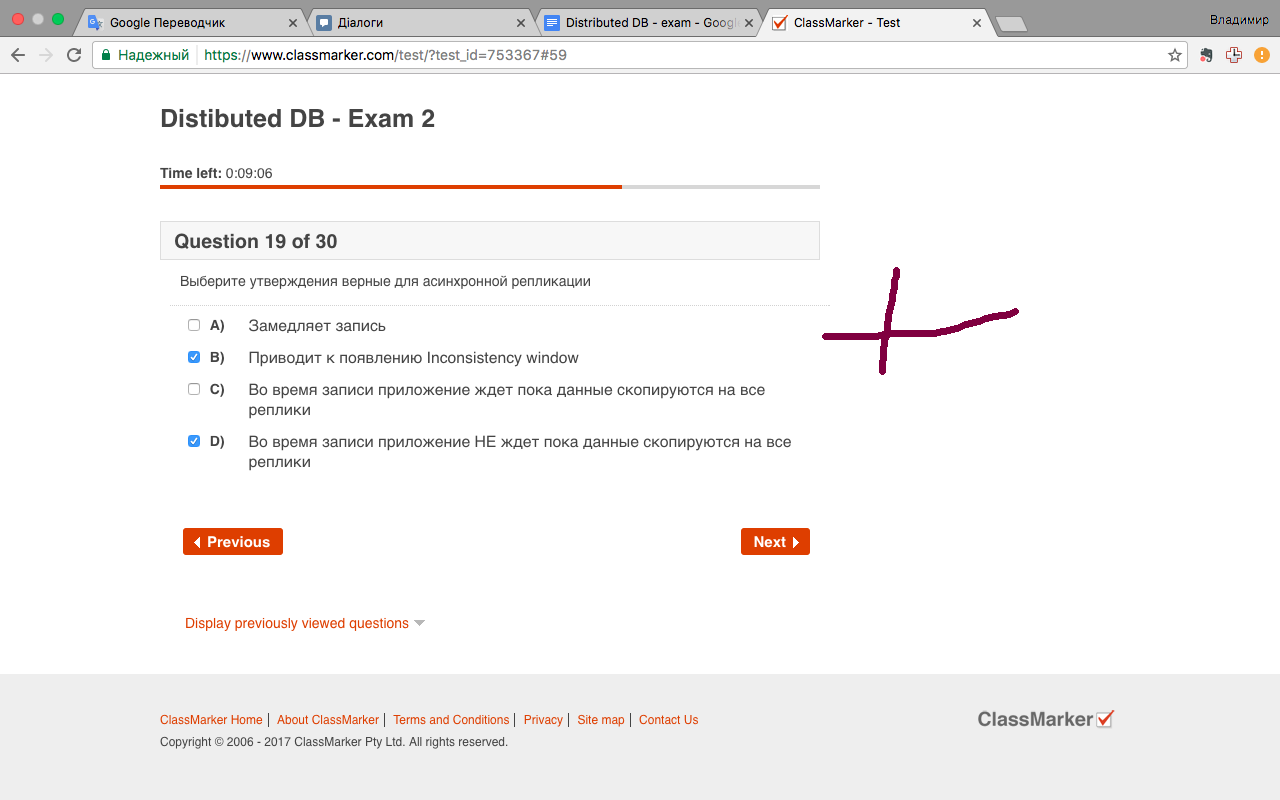 Google Переводчик
Діалоги
Distributed DB - exam - Googl
ClassMarker - Test
Владимир
Надежный
https://www.classmarker.com/test/?test_id=753367#59
Distibuted DB - Exam 2
Time left: 0:09:06
Question 19 of 30
Выберите утверждения верные для асинхронной репликации
A) Замедляет запись
B) Приводит к появлению Inconsistency window
C) Во время записи приложение ждет пока данные скопируются на все
реплики
D) Во время записи приложение НЕ ждет пока данные скопируются на все
реплики
Previous
Next
Display previously viewed questions
ClassMarker Home | About ClassMarker | Terms and Conditions | Privacy | Site map | Contact Us
ClassMarker
Copyright © 2006 - 2017 ClassMarker Pty Ltd. All rights reserved.